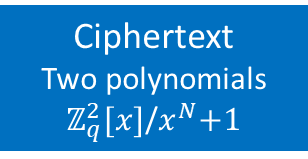 Ciphertext
Two polynomials
ℤ_q^2[x]/x^N+1